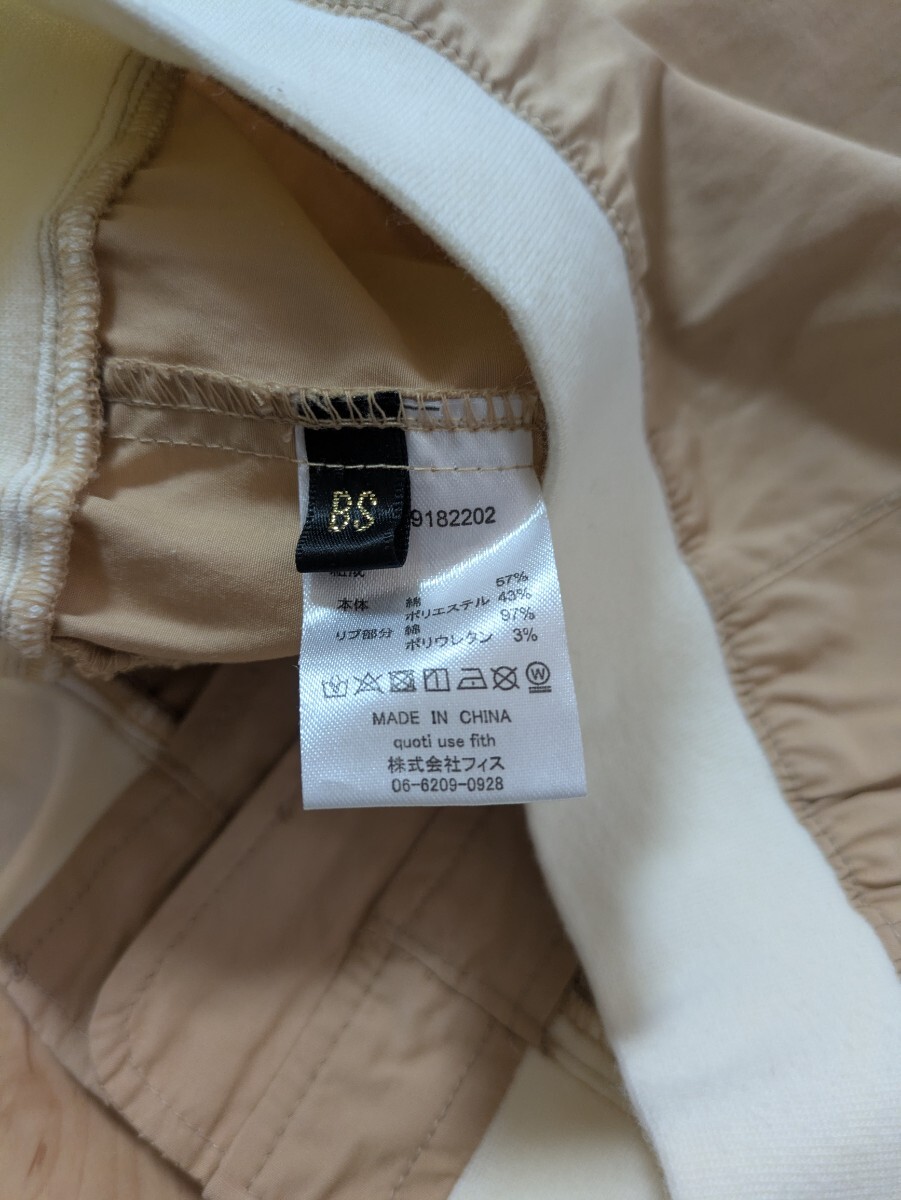 BS
9182202
組成
57%
本体 綿 43%
ポリエステル 97%
リブ部分 綿
ポリウレタン 3%
W
MADE IN CHINA
quoti use fith
株式会社フィス
06-6209-0928